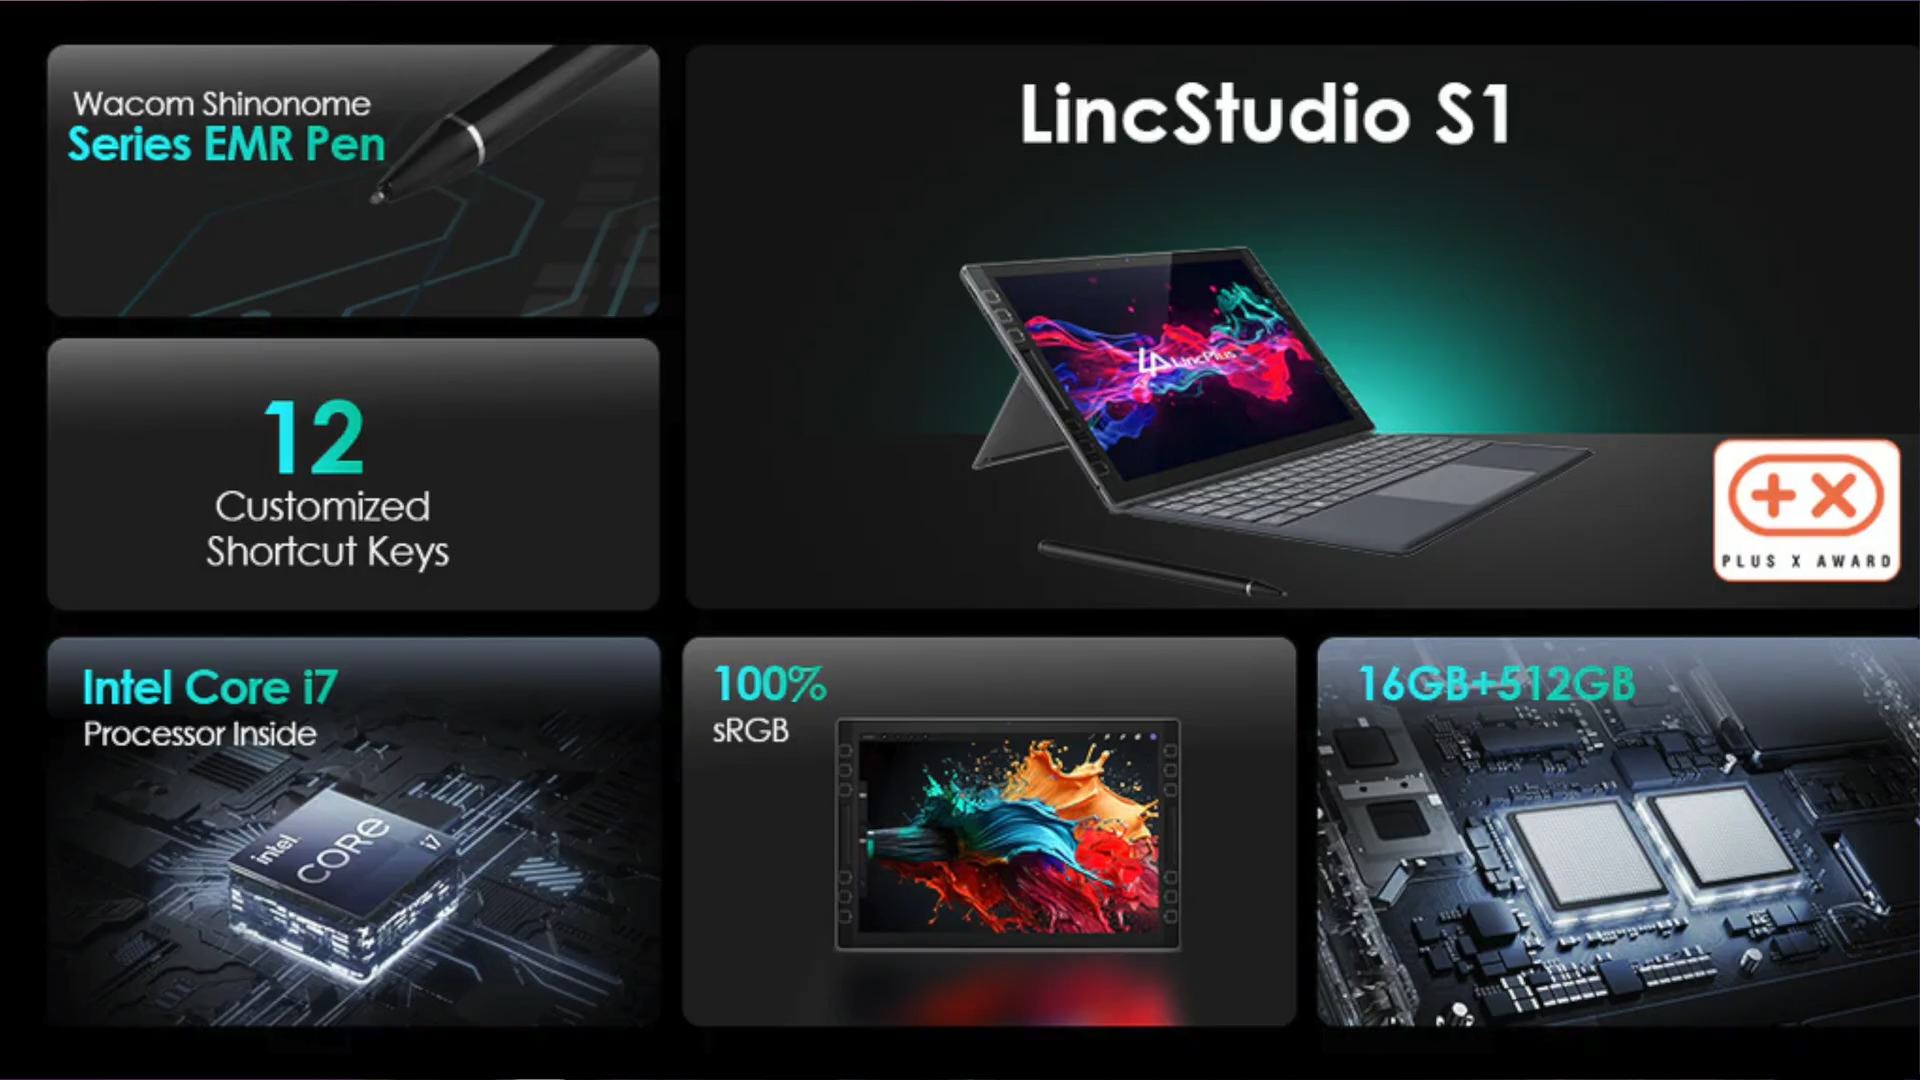 Wacom Shinonome
Series EMR Pen
LincStudio S1
LincPlus
12
Customized
Shortcut Keys
PLUS X AWARD
Intel Core i7
Processor Inside
intel
CORE
i7
100%
sRGB
16GB+512GB